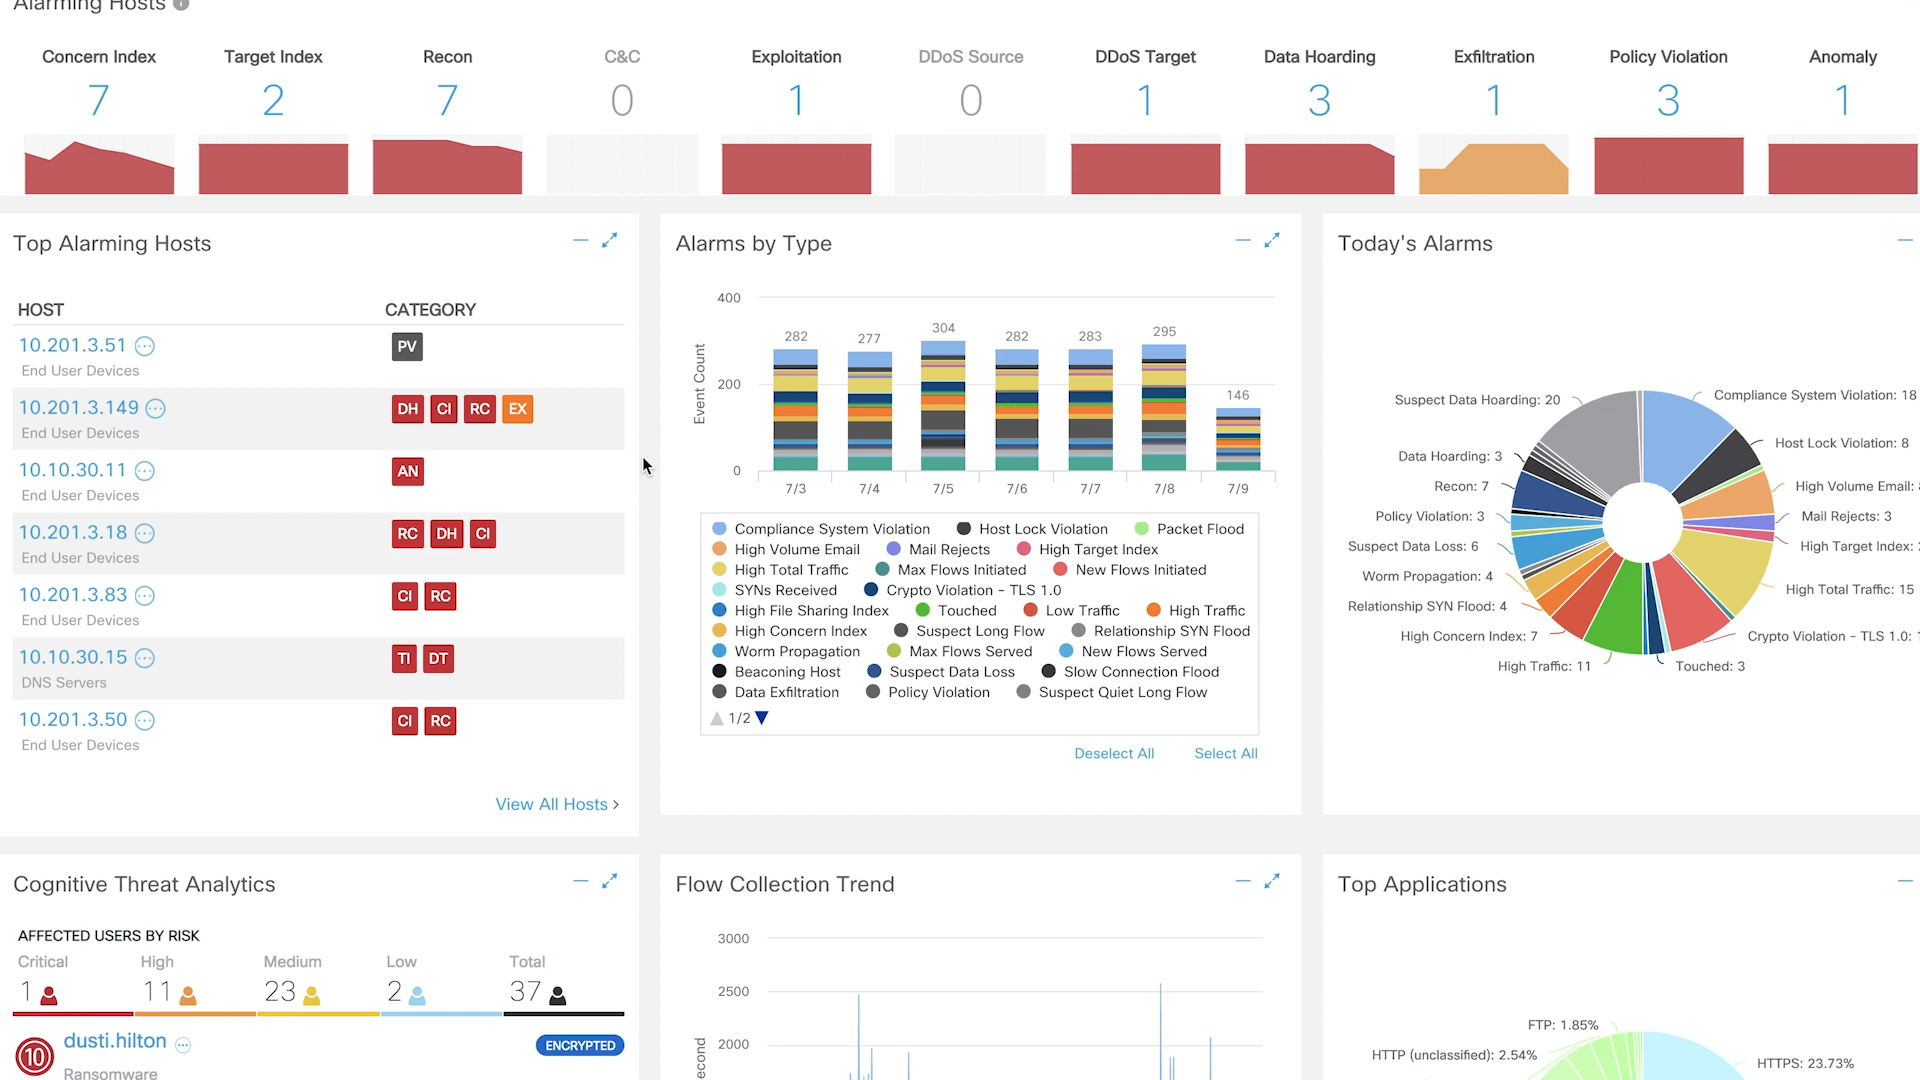 Alarming Hosts
Concern Index Target Index Recon C&C Exploitation DDoS Source DDoS Target Data Hoarding Exfiltration Policy Violation Anomaly
7 2 7 0 1 0 1 3 1 3 1
Top Alarming Hosts
HOST CATEGORY
10.201.3.51 PV
End User Devices
10.201.3.149 DH CI RC EX
End User Devices
10.10.30.11 AN
End User Devices
10.201.3.18 RC DH CI
End User Devices
10.201.3.83 CI RC
End User Devices
10.10.30.15 TI DT
DNS Servers
10.201.3.50 CI RC
End User Devices
View All Hosts >
Alarms by Type
Event Count
400
200
0
282 277 304 282 283 295 146
7/3 7/4 7/5 7/6 7/7 7/8 7/9
Compliance System Violation Host Lock Violation Packet Flood
High Volume Email Mail Rejects High Target Index
High Total Traffic Max Flows Initiated New Flows Initiated
SYNs Received Crypto Violation - TLS 1.0
High File Sharing Index Touched Low Traffic High Traffic
High Concern Index Suspect Long Flow Relationship SYN Flood
Worm Propagation Max Flows Served New Flows Served
Beaconing Host Suspect Data Loss Slow Connection Flood
Data Exfiltration Policy Violation Suspect Quiet Long Flow
1/2
Deselect All Select All
Today's Alarms
Suspect Data Hoarding: 20
Data Hoarding: 3
Recon: 7
Policy Violation: 3
Suspect Data Loss: 6
Worm Propagation: 4
Relationship SYN Flood: 4
High Concern Index: 7
High Traffic: 11
Compliance System Violation: 18
Host Lock Violation: 8
High Volume Email:
Mail Rejects: 3
High Target Index:
High Total Traffic: 15
Crypto Violation - TLS 1.0:
Touched: 3
Cognitive Threat Analytics
AFFECTED USERS BY RISK
Critical High Medium Low Total
1 11 23 2 37
10 dusti.hilton ENCRYPTED
Ransomware
Flow Collection Trend
3000
2500
2000
Top Applications
FTP: 1.85%
HTTP (unclassified): 2.54%
HTTPS: 23.73%